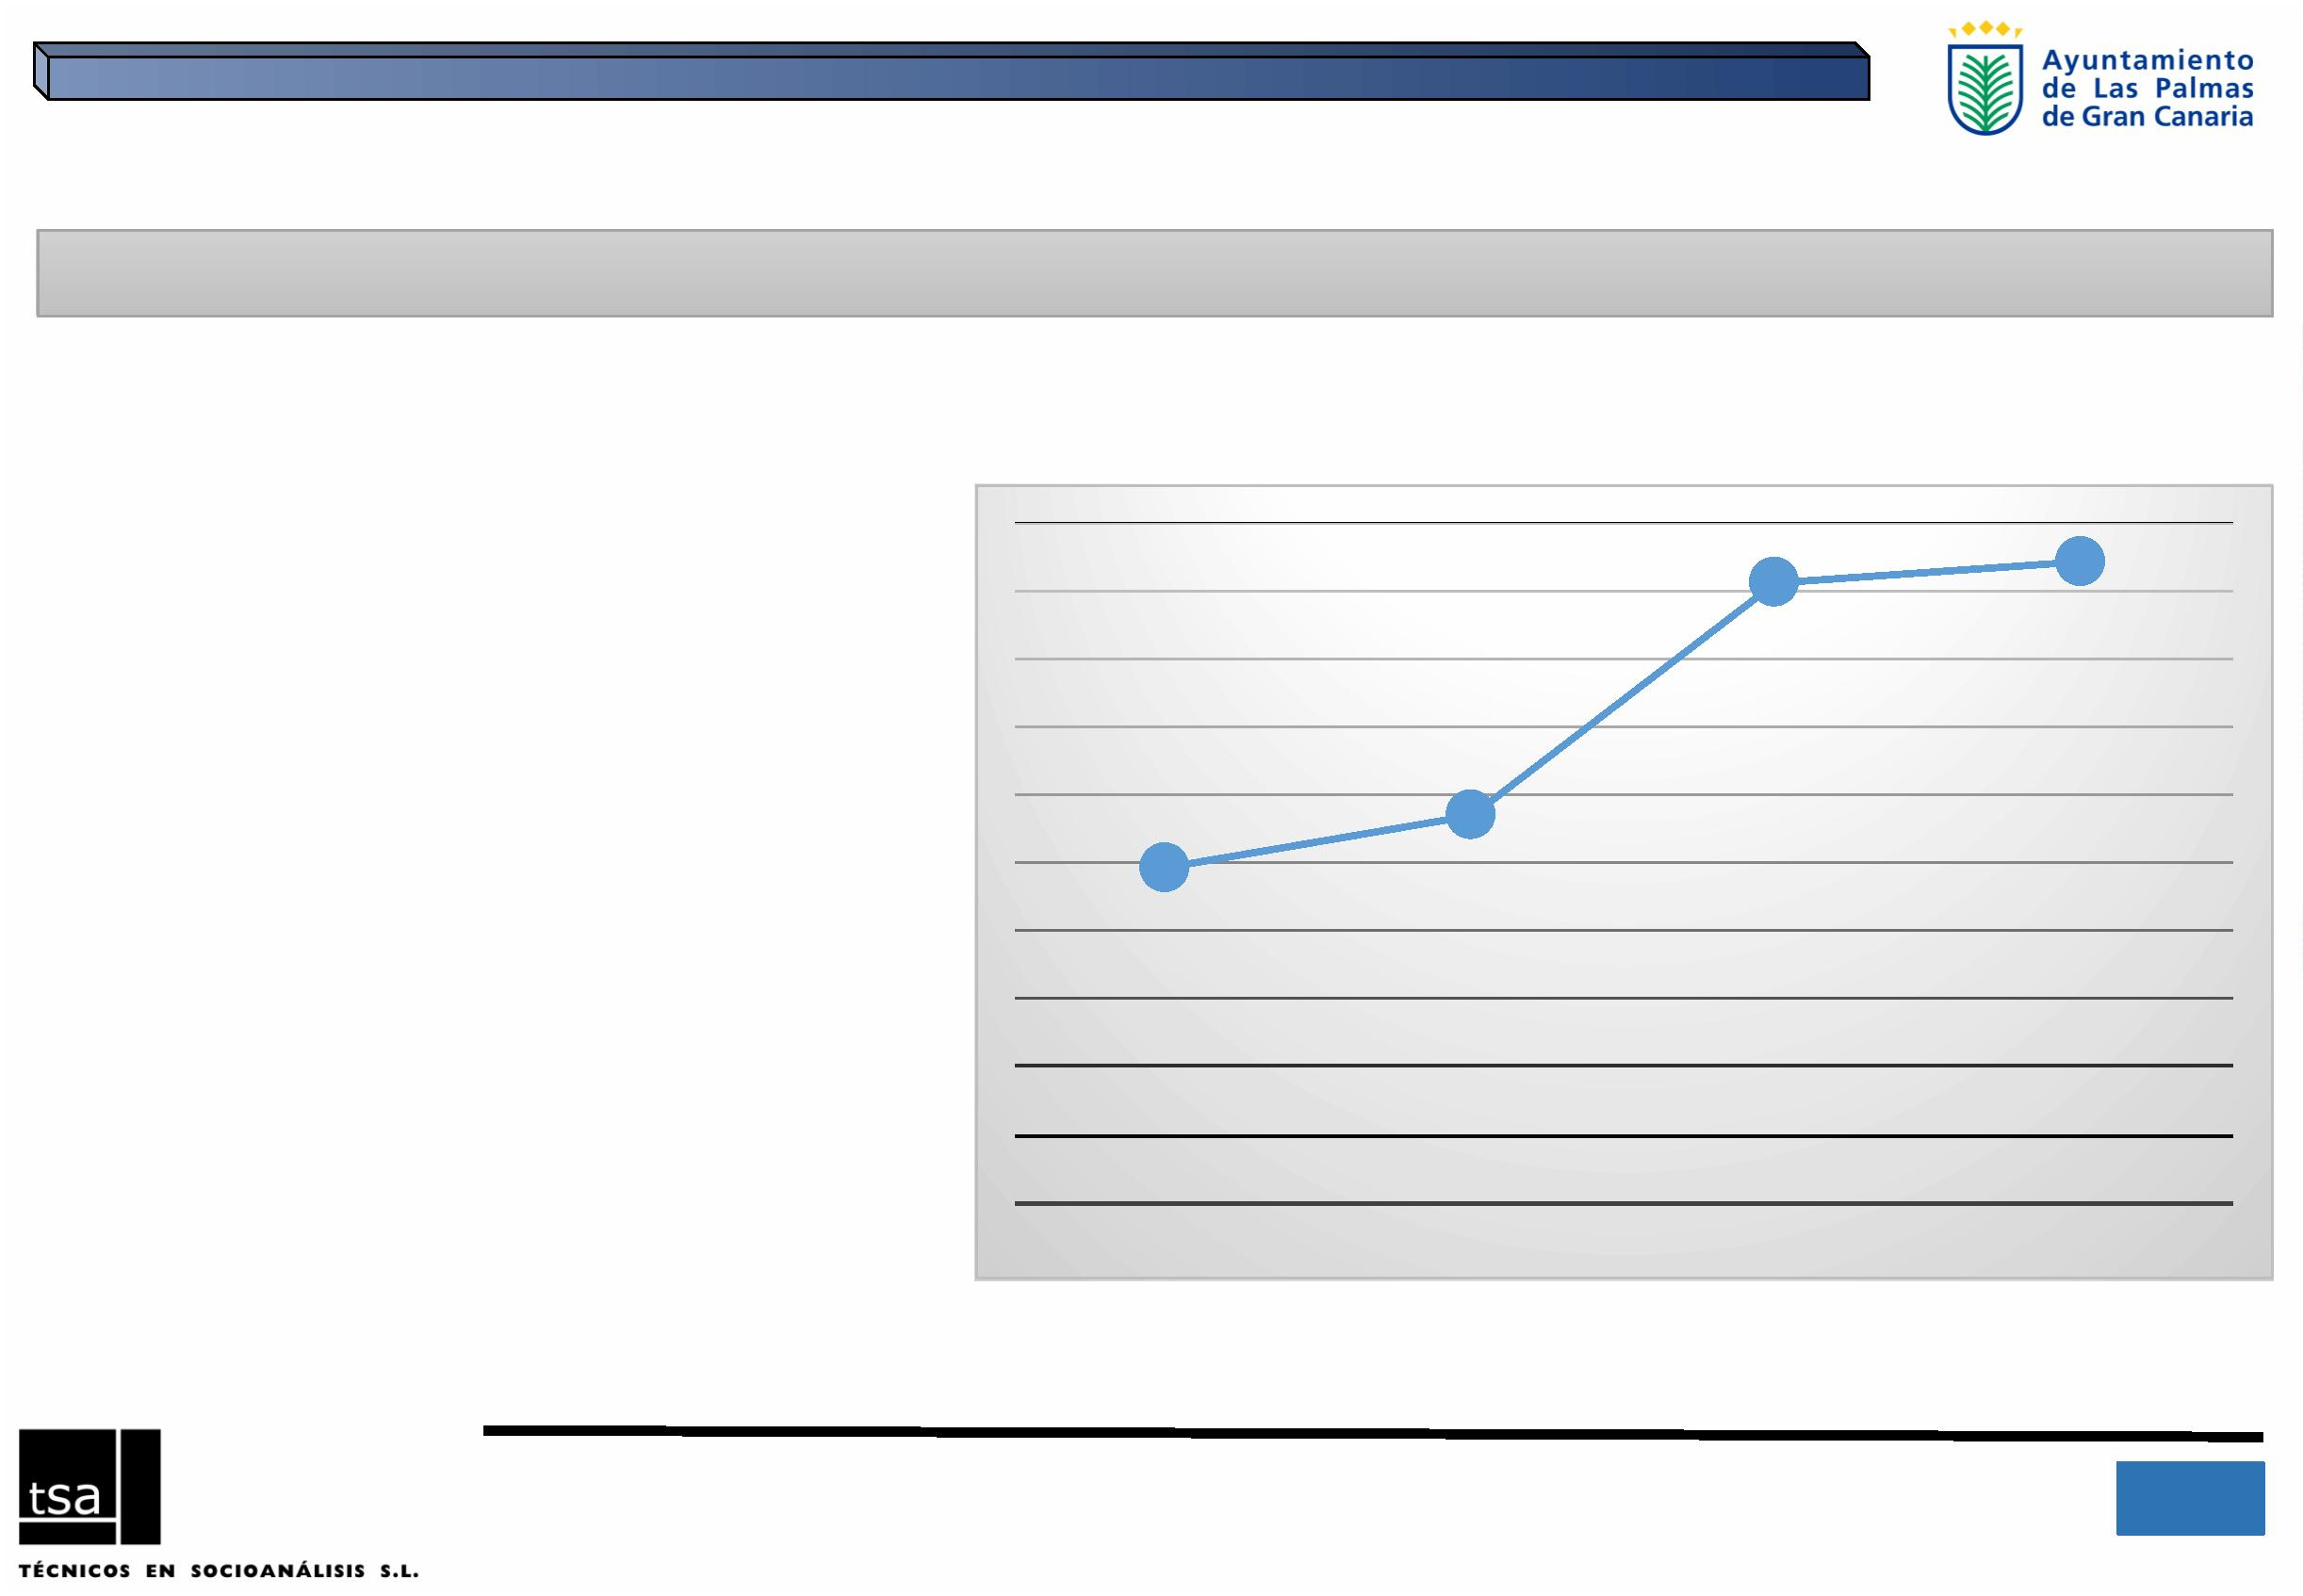 Ayuntamiento
de Las Palmas
de Gran Canaria
tsa
TÉCNICOS EN SOCIOANÁLISIS S.L.